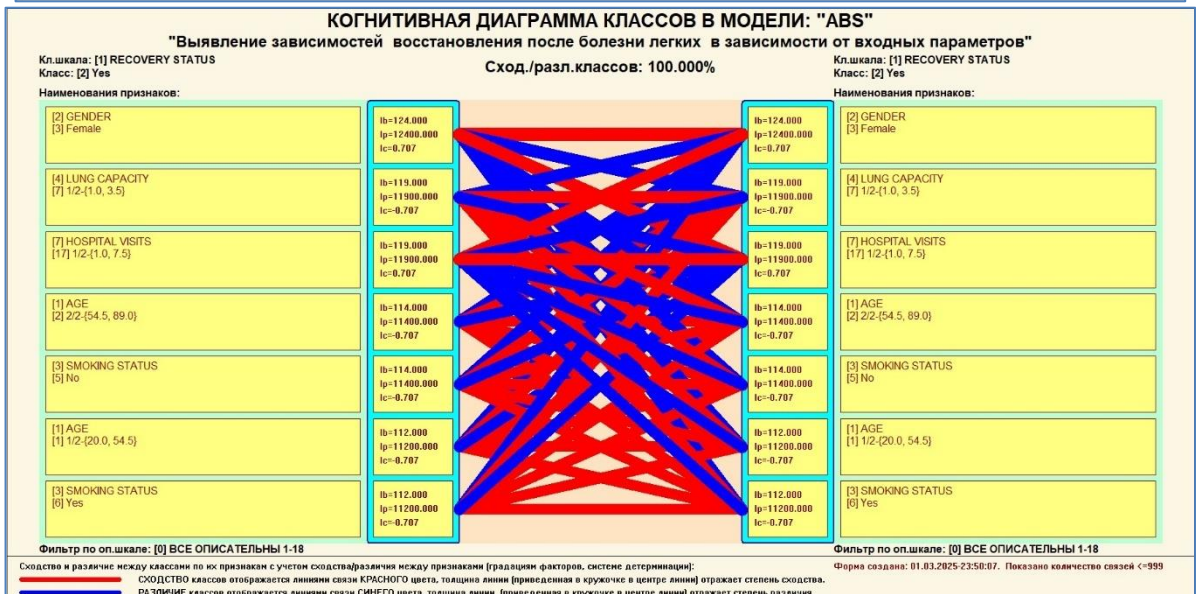 КОГНИТИВНАЯ ДИАГРАММА КЛАССОВ В МОДЕЛИ: "ABS"
"Выявление зависимостей восстановления после болезни легких в зависимости от входных параметров"
Кл.шкала: [1] RECOVERY STATUS
Класс: [2] Yes
Сход./разл.классов: 100.000%
Кл.шкала: [1] RECOVERY STATUS
Класс: [2] Yes
Наименования признаков:
Наименования признаков:
[2] GENDER
[3] Female
Ib=124.000
Ip=12400.000
Ic=0.707
Ib=124.000
Ip=12400.000
Ic=0.707
[2] GENDER
[3] Female
[4] LUNG CAPACITY
[7] 1/2-{1.0, 3.5}
Ib=119.000
Ip=11900.000
Ic=-0.707
Ib=119.000
Ip=11900.000
Ic=-0.707
[4] LUNG CAPACITY
[7] 1/2-{1.0, 3.5}
[7] HOSPITAL VISITS
[17] 1/2-{1.0, 7.5}
Ib=119.000
Ip=11900.000
Ic=0.707
Ib=119.000
Ip=11900.000
Ic=0.707
[7] HOSPITAL VISITS
[17] 1/2-{1.0, 7.5}
[1] AGE
[2] 2/2-{54.5, 89.0}
Ib=114.000
Ip=11400.000
Ic=-0.707
Ib=114.000
Ip=11400.000
Ic=-0.707
[1] AGE
[2] 2/2-{54.5, 89.0}
[3] SMOKING STATUS
[5] No
Ib=114.000
Ip=11400.000
Ic=-0.707
Ib=114.000
Ip=11400.000
Ic=-0.707
[3] SMOKING STATUS
[5] No
[1] AGE
[1] 1/2-{20.0, 54.5}
Ib=112.000
Ip=11200.000
Ic=-0.707
Ib=112.000
Ip=11200.000
Ic=-0.707
[1] AGE
[1] 1/2-{20.0, 54.5}
[3] SMOKING STATUS
[6] Yes
Ib=112.000
Ip=11200.000
Ic=-0.707
Ib=112.000
Ip=11200.000
Ic=-0.707
[3] SMOKING STATUS
[6] Yes
Фильтр по оп.шкале: [0] ВСЕ ОПИСАТЕЛЬНЫ 1-18
Фильтр по оп.шкале: [0] ВСЕ ОПИСАТЕЛЬНЫ 1-18
Сходство и различие между классами по их признакам с учетом сходства/различия между признаками (градациям факторов, системе детерминации):
Форма создана: 01.03.2025-23:50:07. Показано количество связей <=999
СХОДСТВО классов отображается линиями связи КРАСНОГО цвета, толщина линии (приведенная в кружочке в центре линии) отражает степень сходства.
РАЗЛИЧИЕ классов отображается линиями связи СИНЕГО цвета, толщина линии (приведенная в кружочке в центре линии) отражает степень различия.